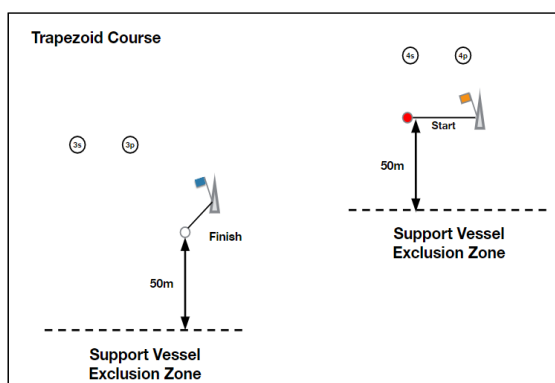 Trapezoid Course
4s 4p
Start
50m
3s 3p
Support Vessel
Exclusion Zone
Finish
50m
Support Vessel
Exclusion Zone